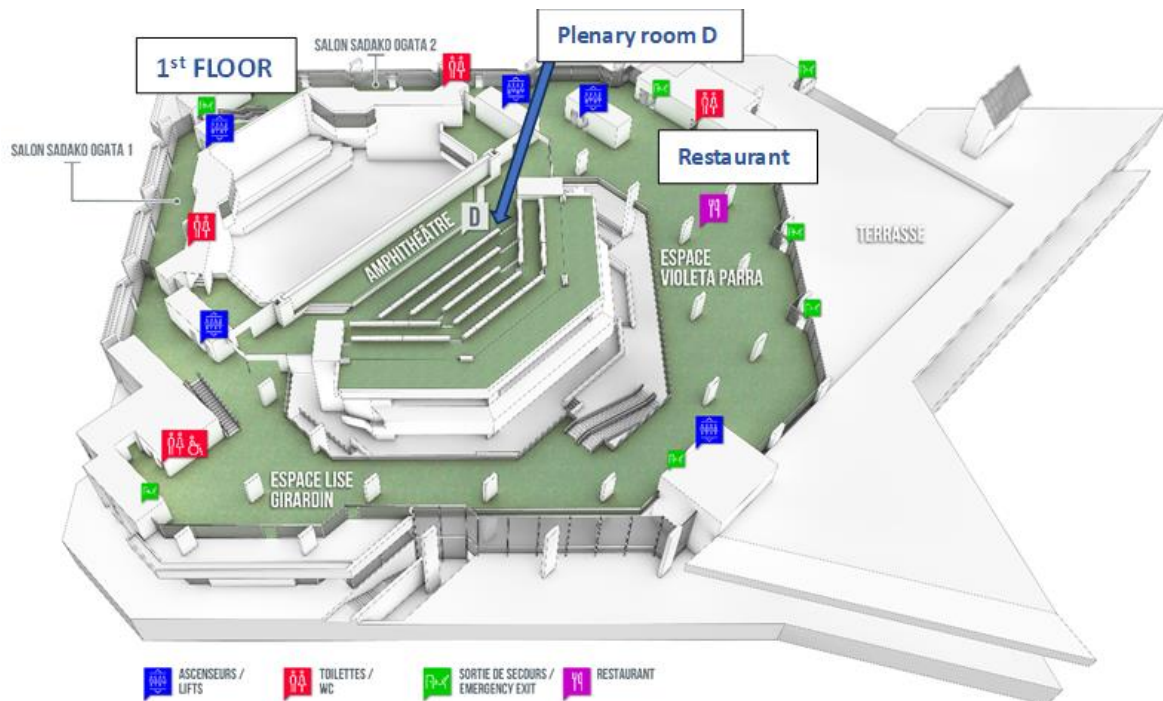 SALON SADAKO OGATA 2
Plenary room D
1st FLOOR
SALON SADAKO OGATA 1
Restaurant
D
AMPHITHÉÂTRE
ESPACE
VIOLETA PARRA
TERRASSE
ESPACE LISE
GIRARDIN
ASCENSEURS /
LIFTS
TOILETTES /
WC
SORTIE DE SECOURS /
EMERGENCY EXIT
RESTAURANT